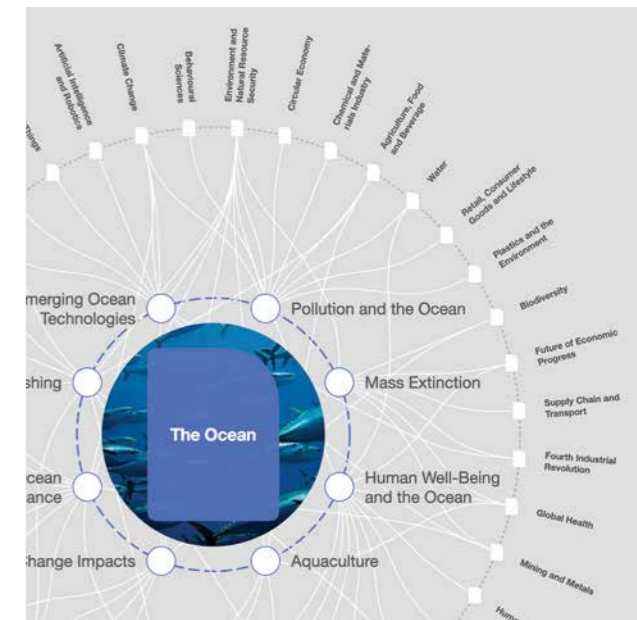 Things
Artificial Intelligence
and Robotics
Climate Change
Behavioural
Sciences
Environment and
Natural Resource
Security
Circular Economy
Chemical and Mate-
rials Industry
Agriculture, Food
and Beverage
Water
Retail, Consumer
Goods and Lifestyle
Plastics and the
Environment
Biodiversity
Future of Economic
Progress
Supply Chain and
Transport
Fourth Industrial
Revolution
Global Health
Mining and Metals
merging Ocean
Technologies
Pollution and the Ocean
shing
Mass Extinction
The Ocean
cean
ance
Human Well-Being
and the Ocean
hange Impacts
Aquaculture